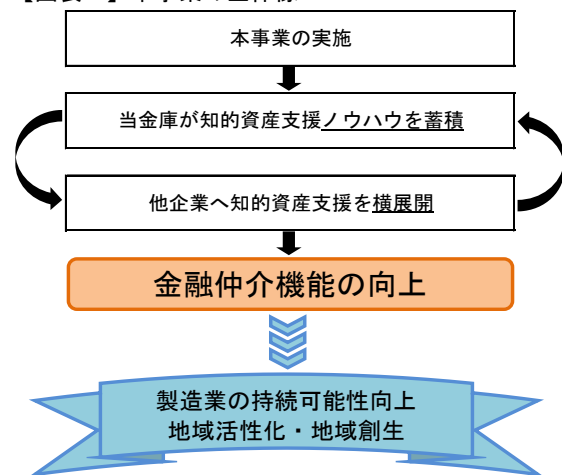 本事業の実施
当金庫が知的資産支援ノウハウを蓄積
他企業へ知的資産支援を横展開
金融仲介機能の向上
製造業の持続可能性向上
地域活性化・地域創生